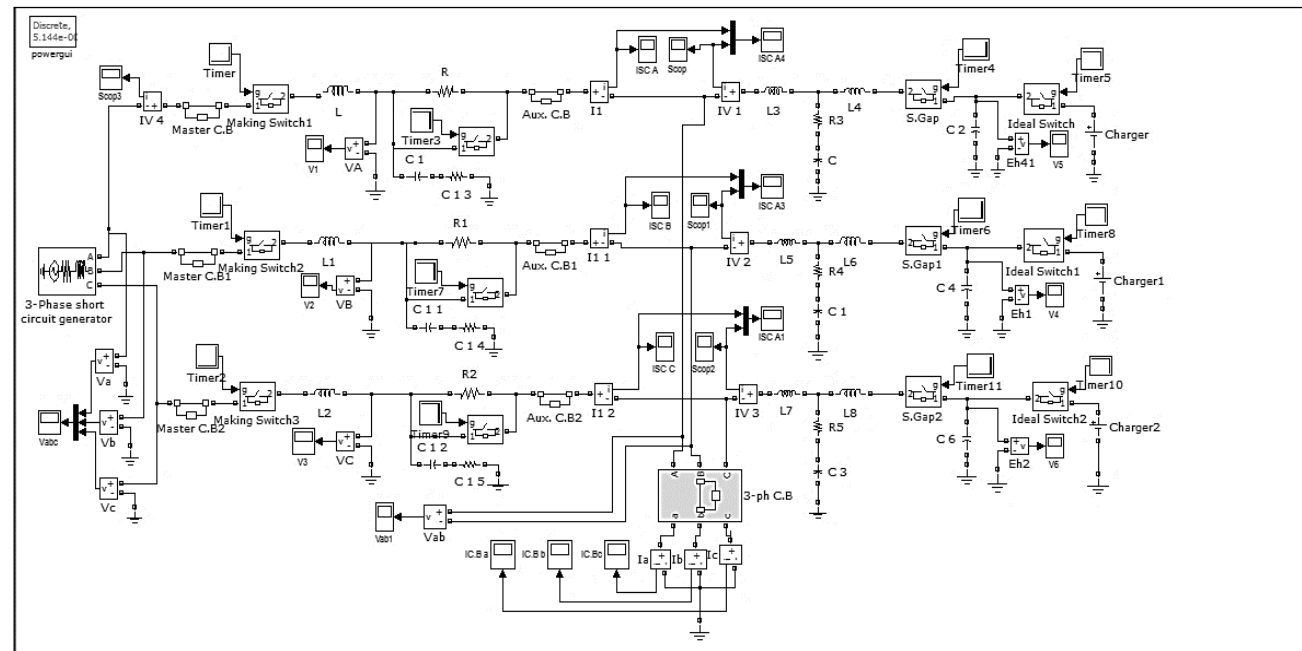 Discrete,
5.144e-00
powergui
Timer
Scop3
IV 4
Master C.B
Making Switch1
L
R
V1
VA
Timer3
C 1
C 1 3
Aux. C.B
I1
ISC A
Scop
ISC A4
IV 1
L3
L4
R3
C
Timer4
S.Gap
C 2
Ideal Switch
Timer5
Charger
Eh41
V5
Timer1
Master C.B1
Making Switch2
L1
R1
V2
VB
Timer7
C 1 1
C 1 4
Aux. C.B1
I1 1
ISC B
Scop1
ISC A3
IV 2
L5
L6
R4
C 1
Timer6
S.Gap1
C 4
Ideal Switch1
Timer8
Charger1
Eh1
V4
A
B
C
3-Phase short
circuit generator
Va
Vb
Vc
Vabc
Timer2
Master C.B2
Making Switch3
L2
R2
V3
VC
Timer9
C 1 2
C 1 5
Aux. C.B2
I1 2
ISC C
Scop2
ISC A1
IV 3
L7
L8
R5
C 3
Timer11
S.Gap2
C 6
Ideal Switch2
Timer10
Charger2
Eh2
V6
A B C
3-ph C.B
a b c
Vab1
Vab
IC.B a
IC.B b
IC.Bc
Ia
Ib
Ic